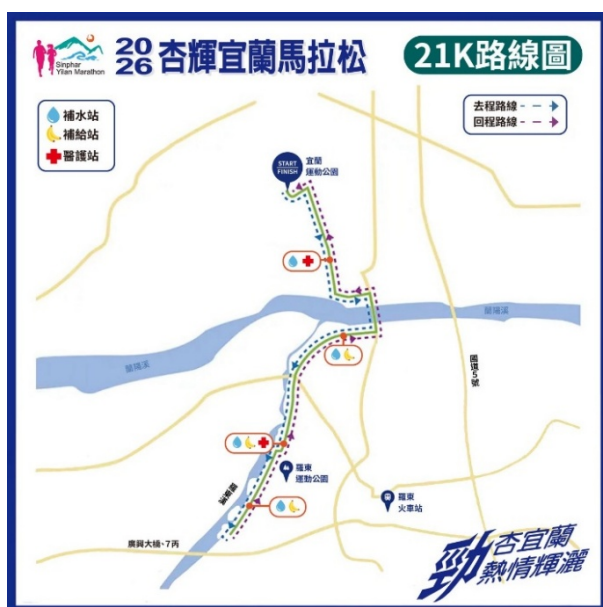 Sinphar
Yilan Marathon
2026 杏輝宜蘭馬拉松
21K路線圖
補水站
補給站
醫護站
去程路線
回程路線
START
FINISH
宜蘭
運動公園
蘭陽溪
蘭陽溪
國道5號
羅東
運動公園
羅東
火車站
廣興大橋、7丙
勁杏宜蘭
熱情輝灑